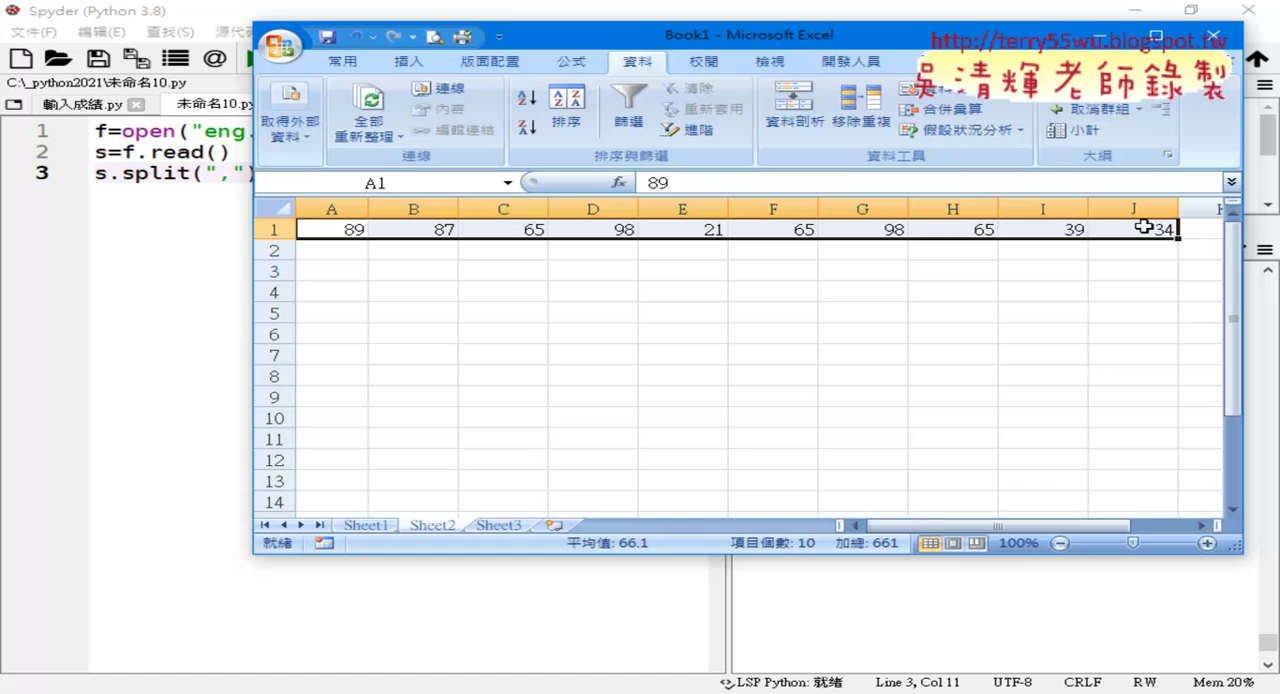 Spyder (Python 3.8)
文件(F) 編輯(E) 查找(S) 源代
C:\_python2021\未命名10.py
輸入成績.py 未命名10.py
1 f=open("eng.
2 s=f.read()
3 s.split(",")
Book1 - Microsoft Excel
http://terry55wu.blogspot.tw
吳清輝老師錄製
常用 插入 版面配置 公式 資料 校閱 檢視 開發人員
取得外部資料
全部重新整理
連線
內容
編輯連結
連線
排序
篩選
清除
重新套用
進階
排序與篩選
資料剖析 移除重複
合併彙算
假設狀況分析
資料工具
取消群組
小計
大綱
A1 fx 89
A B C D E F G H I J
1 89 87 65 98 21 65 98 65 39 34
2
3
4
5
6
7
8
9
10
11
12
13
14
Sheet1 Sheet2 Sheet3
就緒 平均值: 66.1 項目個數: 10 加總: 661 100%
LSP Python: 就绪 Line 3, Col 11 UTF-8 CRLF RW Mem 20%